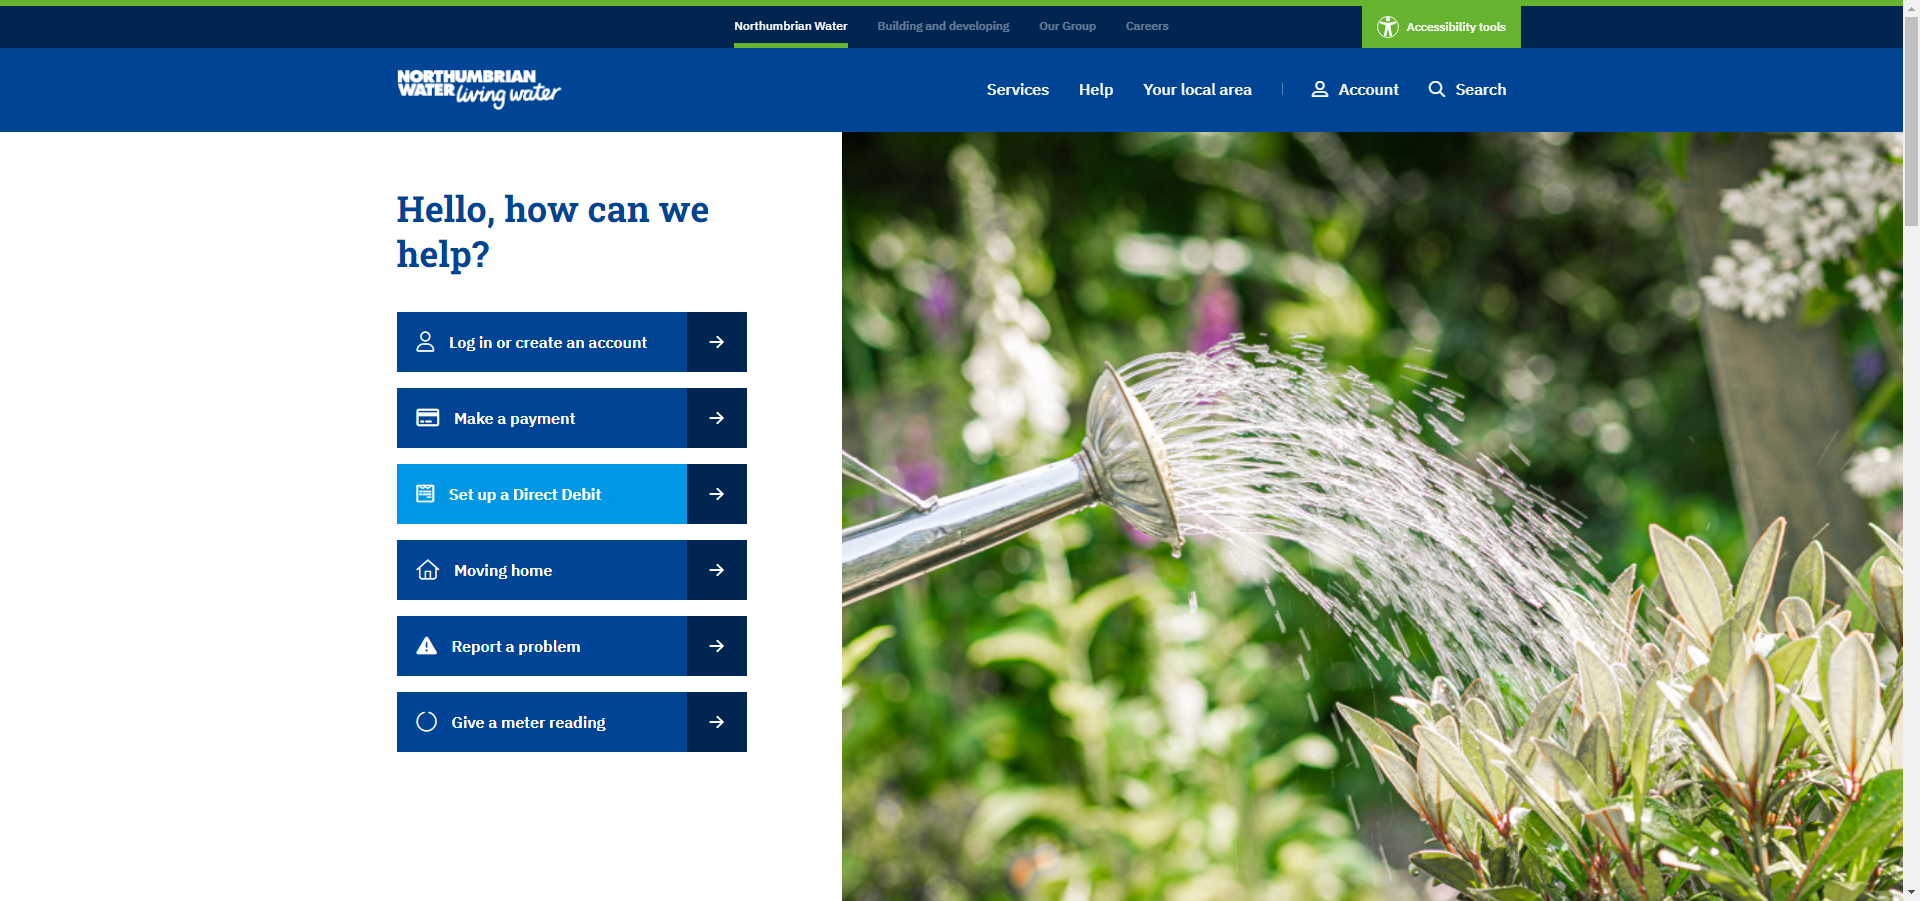 Northumbrian Water
Building and developing
Our Group
Careers
Accessibility tools
NORTHUMBRIAN
WATER living water
Services
Help
Your local area
Account
Search
Hello, how can we
help?
Log in or create an account
Make a payment
Set up a Direct Debit
Moving home
Report a problem
Give a meter reading